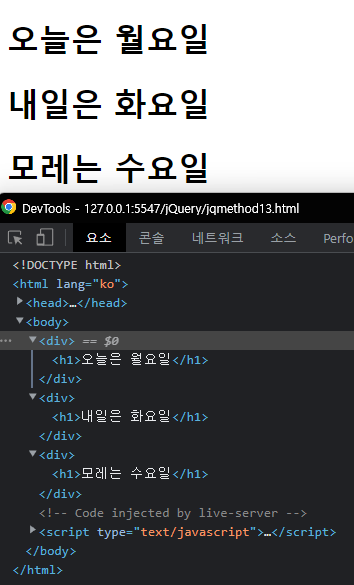 오늘은 월요일
내일은 화요일
모레는 수요일
DevTools - 127.0.0.1:5547/jQuery/jqmethod13.html
요소 콘솔 네트워크 소스 Perfo
<!DOCTYPE html>
<html lang="ko">
<head>…</head>
<body>
<div> == $0
<h1>오늘은 월요일</h1>
</div>
<div>
<h1>내일은 화요일</h1>
</div>
<div>
<h1>모레는 수요일</h1>
</div>
<!-- Code injected by live-server -->
<script type="text/javascript">…</script>
</body>
</html>